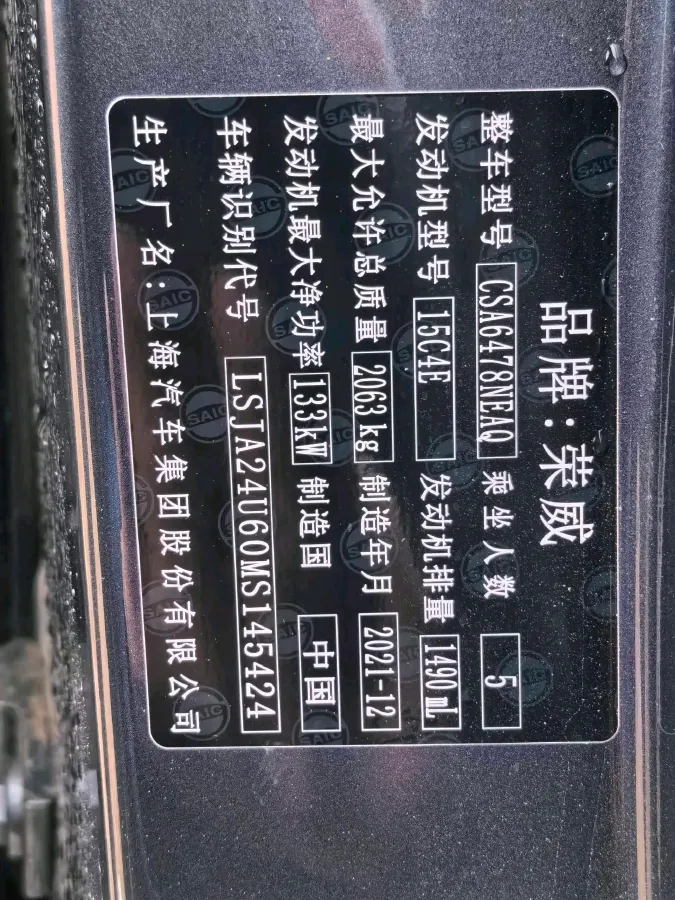 品牌:荣威
整车型号 CSA6478NEAQ 乘坐人数 5
发动机型号 15C4E 发动机排量 1490mL
最大允许总质量 2063kg 制造年月 2021-12
发动机最大净功率 133kW 制造国 中国
车辆识别代号 LSJA24U60MS145424
生产厂名:上海汽车集团股份有限公司
SAIC